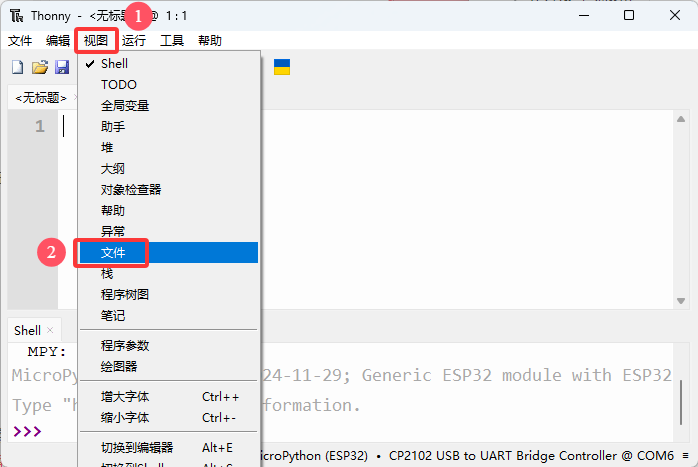 Thonny - <无标题> @ 1 : 1
1
文件 编辑 视图 运行 工具 帮助
<无标题> ×
1
Shell
TODO
全局变量
助手
堆
大纲
对象检查器
帮助
异常
2
文件
栈
程序树图
笔记
程序参数
绘图器
增大字体 Ctrl++
缩小字体 Ctrl+-
切换到编辑器 Alt+E
Shell ×
MPY:
MicroPy 24-11-29; Generic ESP32 module with ESP32
Type "h formation.
>>>
icroPython (ESP32) • CP2102 USB to UART Bridge Controller @ COM6 ≡